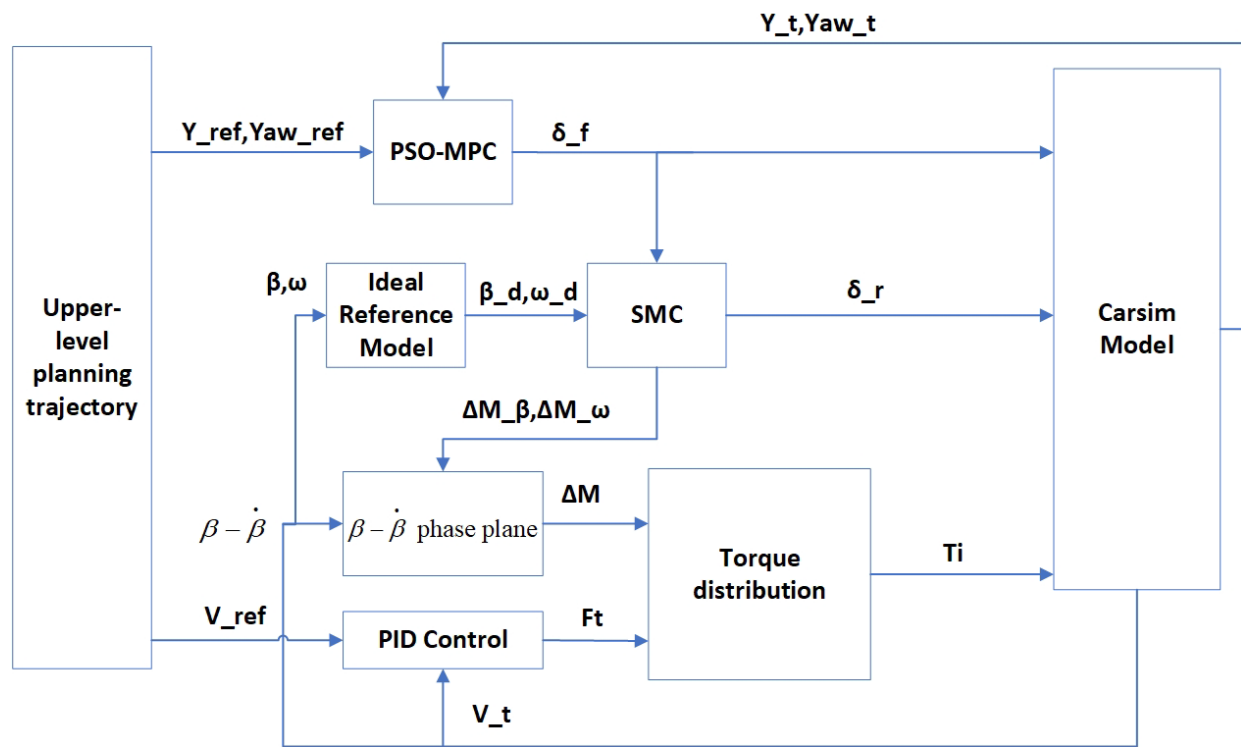 Y_t,Yaw_t
Y_ref,Yaw_ref
PSO-MPC
δ_f
Upper-
level
planning
trajectory
β,ω
Ideal
Reference
Model
β_d,ω_d
SMC
δ_r
Carsim
Model
ΔM_β,ΔM_ω
β − β̇
β − β̇ phase plane
ΔM
Torque
distribution
Ti
V_ref
PID Control
Ft
V_t